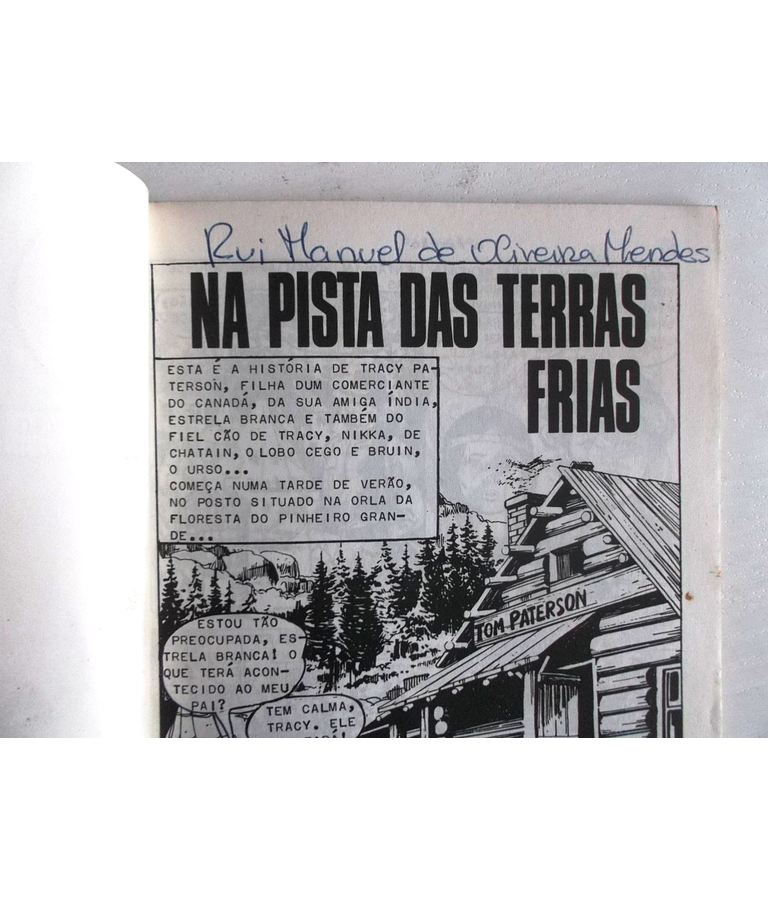 Rui Manuel de Oliveira Mendes
NA PISTA DAS TERRAS
FRIAS
ESTA É A HISTÓRIA DE TRACY PA-
TERSON, FILHA DUM COMERCIANTE
DO CANADÁ, DA SUA AMIGA ÍNDIA,
ESTRELA BRANCA E TAMBÉM DO
FIEL CÃO DE TRACY, NIKKA, DE
CHATAIN, O LOBO CEGO E BRUIN,
O URSO...
COMEÇA NUMA TARDE DE VERÃO,
NO POSTO SITUADO NA ORLA DA
FLORESTA DO PINHEIRO GRAN-
DE...
TOM PATERSON
ESTOU TÃO
PREOCUPADA, ES-
TRELA BRANCA! O
QUE TERÁ ACON-
TECIDO AO MEU
PAI?
TEM CALMA,
TRACY. ELE